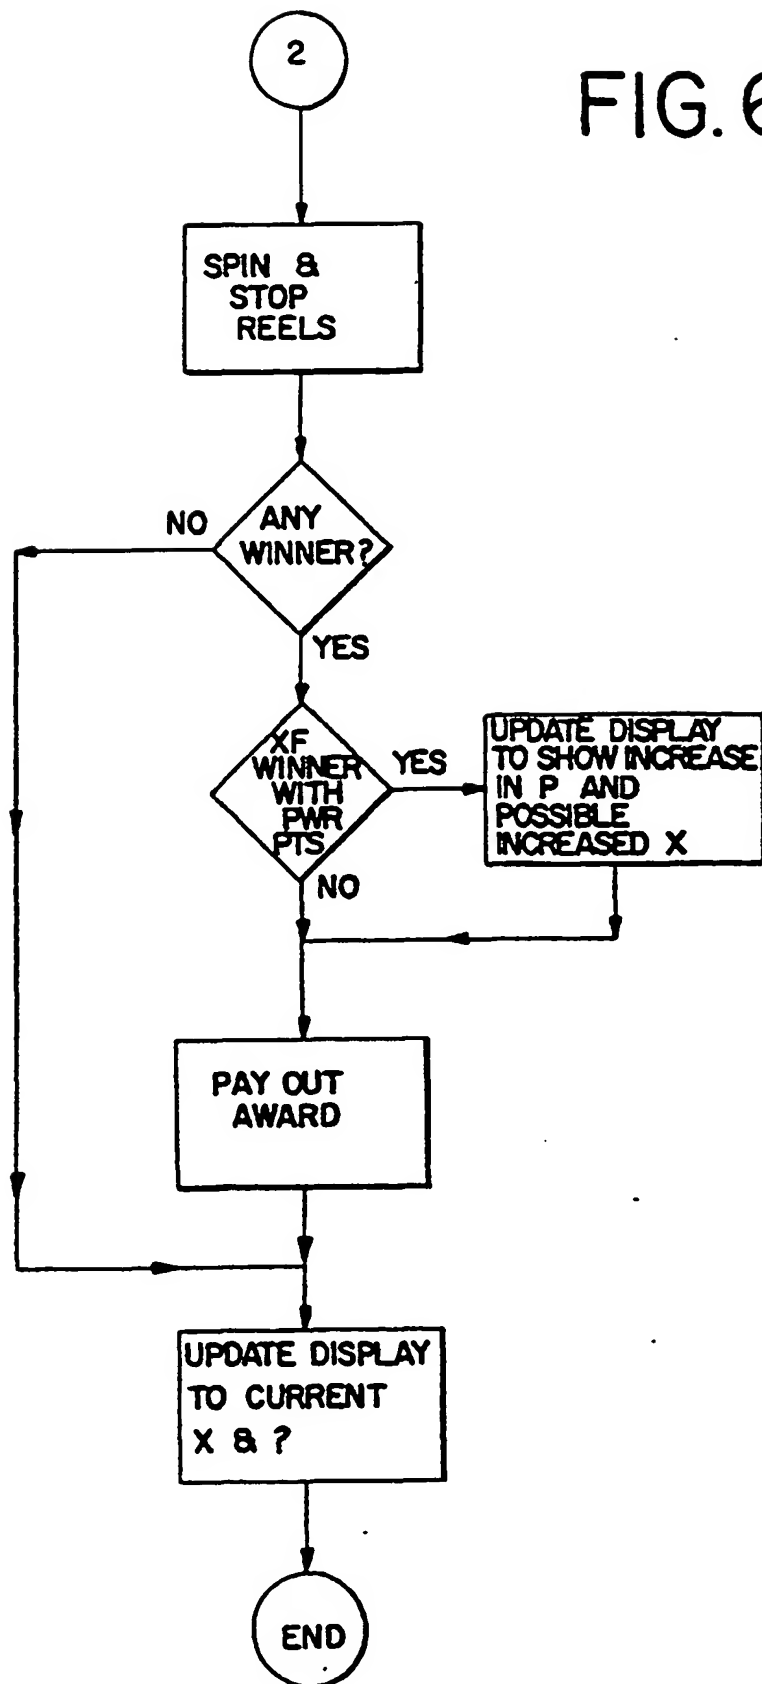 2
FIG. 6
SPIN &
STOP
REELS
ANY
WINNER?
NO
YES
XF
WINNER
WITH
PWR
PTS
YES
NO
UPDATE DISPLAY
TO SHOW INCREASE
IN P AND
POSSIBLE
INCREASED X
PAY OUT
AWARD
UPDATE DISPLAY
TO CURRENT
X & ?
END